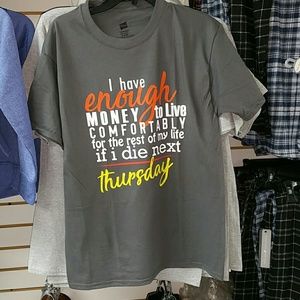 I have
enough
MONEY to Live
COMFORTABLY
for the rest of my life
if i die next
thursday